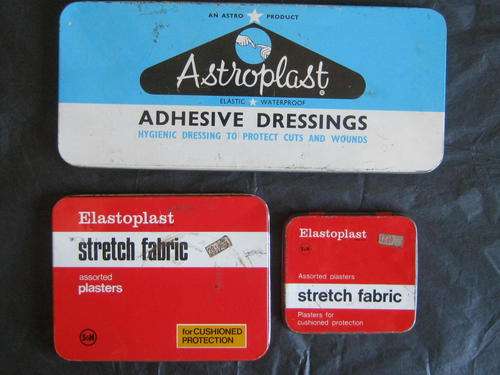 AN ASTRO PRODUCT
Astroplast
ELASTIC WATERPROOF
ADHESIVE DRESSINGS
HYGIENIC DRESSING TO PROTECT CUTS AND WOUNDS
Elastoplast
stretch fabric
assorted
plasters
S&N
for CUSHIONED
PROTECTION
Elastoplast
S&N
Assorted plasters
stretch fabric
Plasters for
cushioned protection